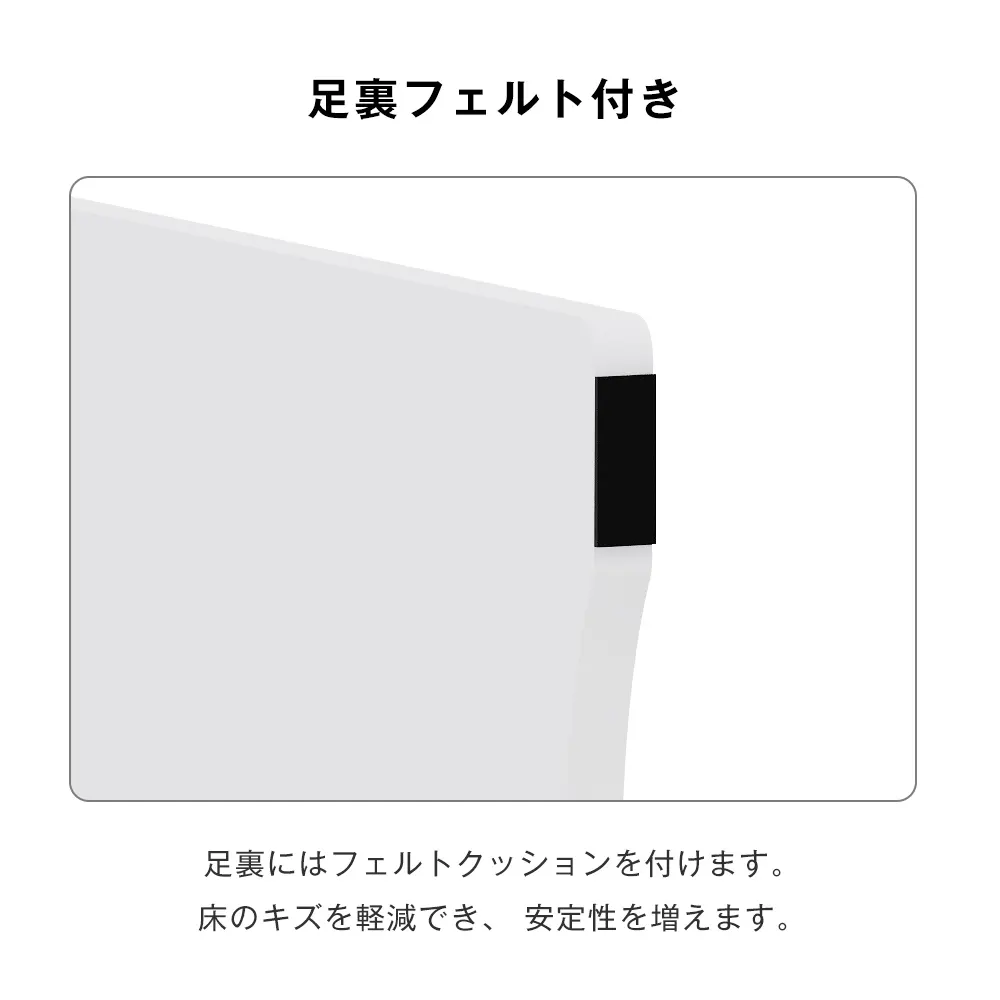 足裏フェルト付き
足裏にはフェルトクッションを付けます。
床のキズを軽減でき、 安定性を増えます。